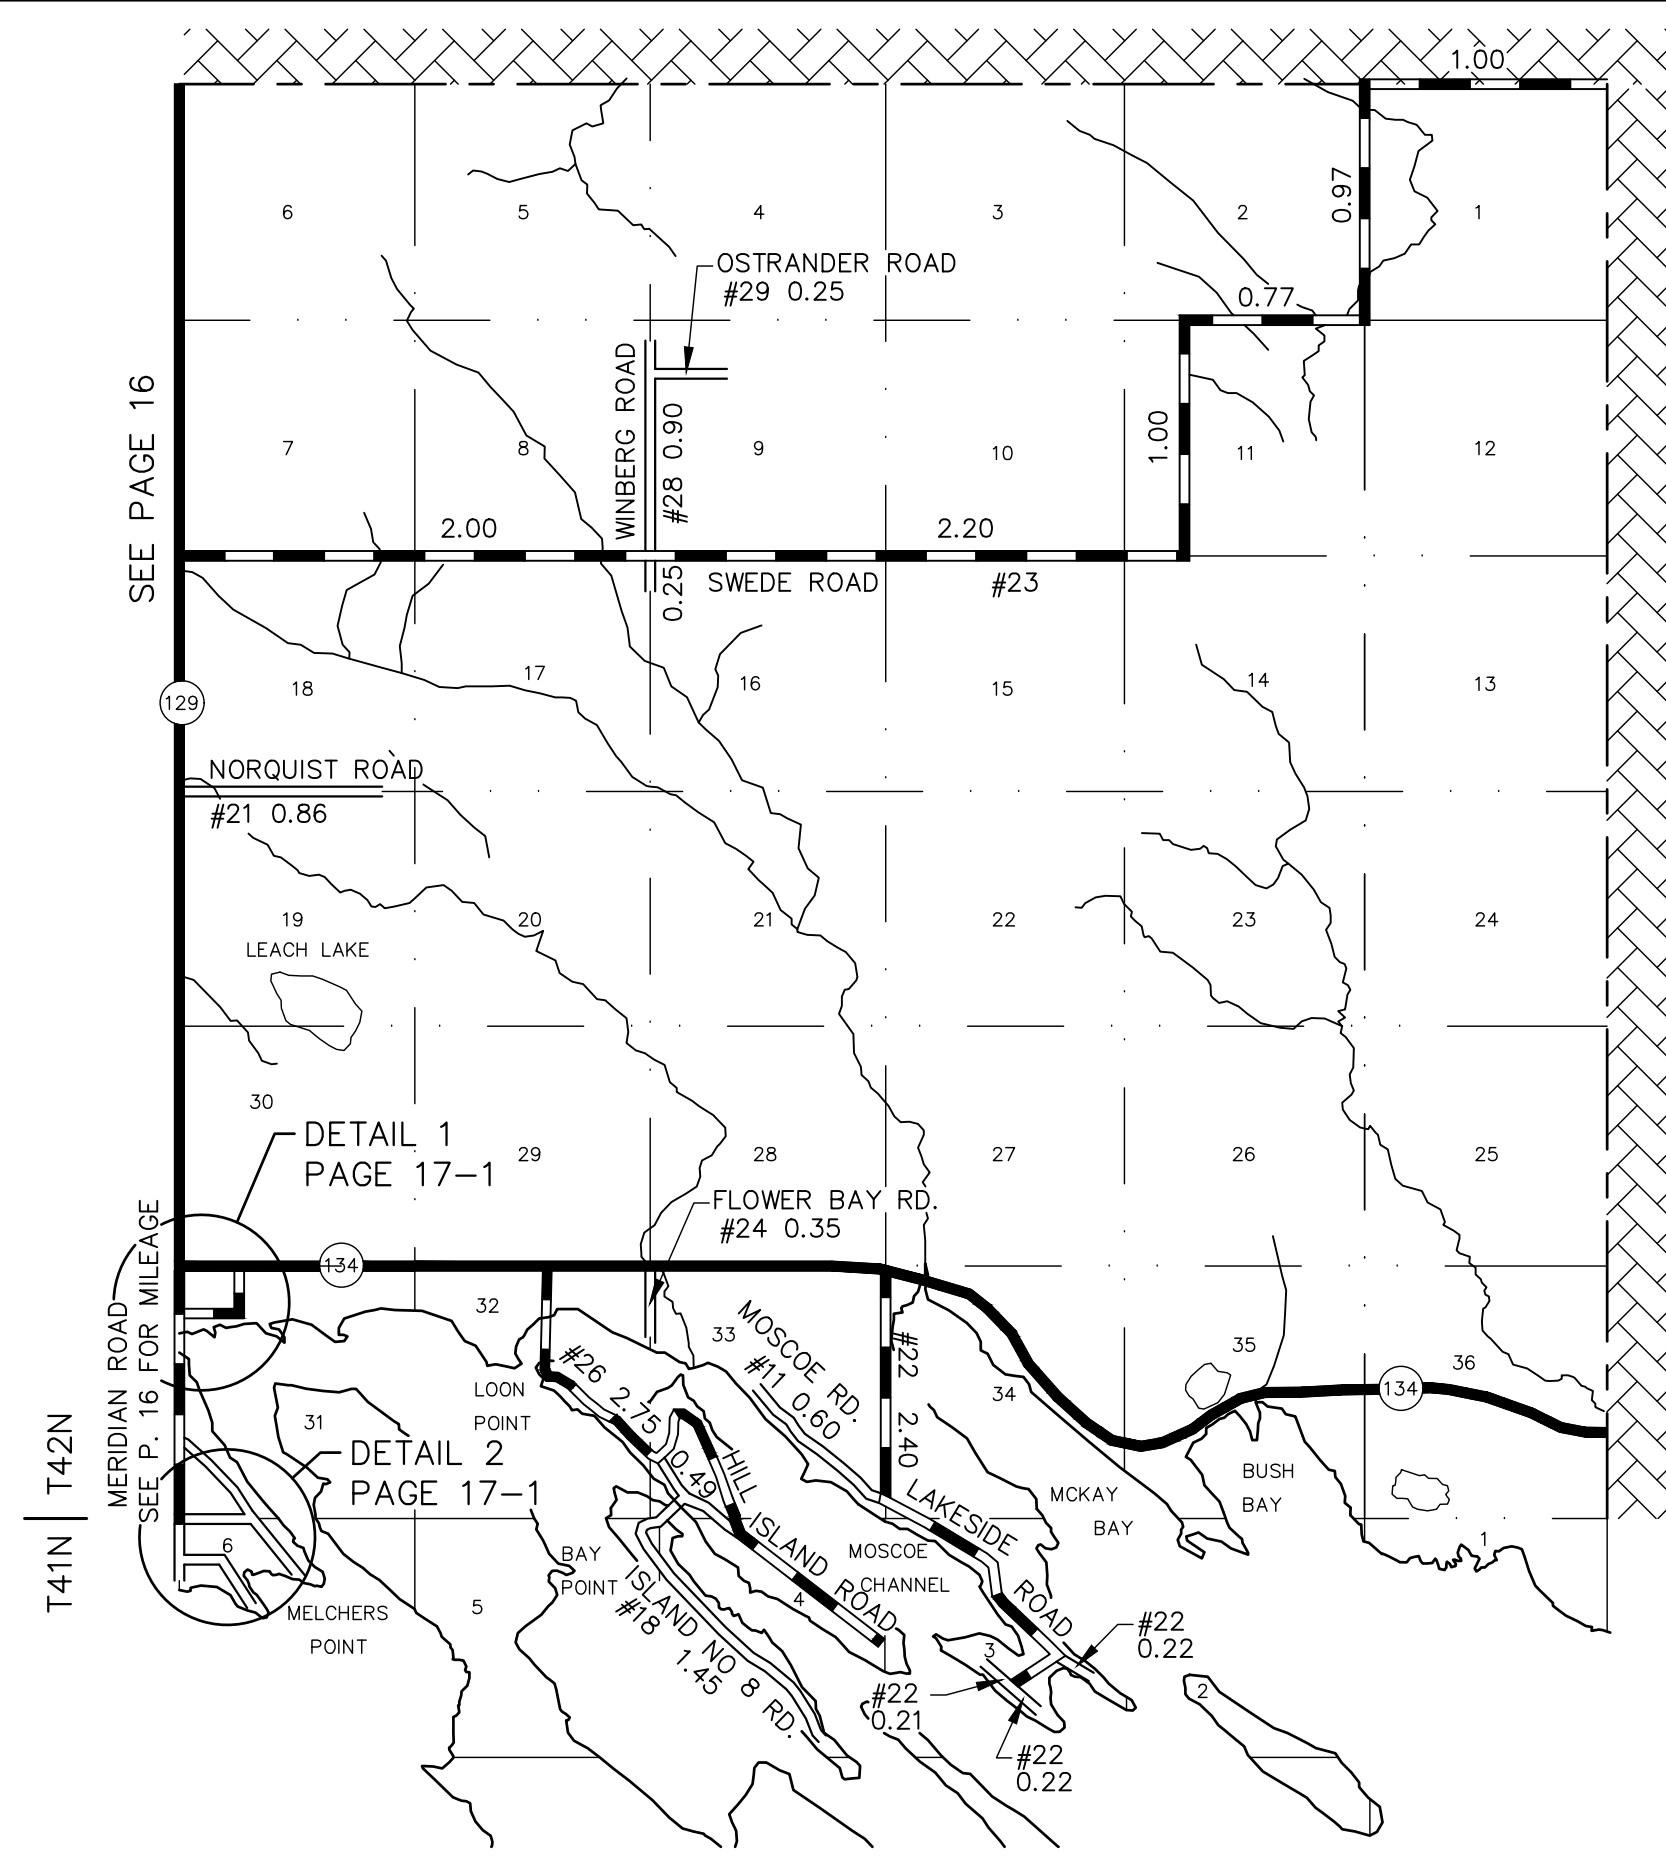 1.00
6
5
4
3
2
1
0.97
OSTRANDER ROAD
#29 0.25
0.77
SEE PAGE 16
WINBERG ROAD
#28 0.90
7
8
9
10
1.00
11
12
2.00
2.20
0.25
SWEDE ROAD
#23
18
17
16
15
14
13
129
NORQUIST ROAD
#21 0.86
19
LEACH LAKE
20
21
22
23
24
30
DETAIL 1
PAGE 17-1
29
28
27
26
25
FLOWER BAY RD.
#24 0.35
134
MERIDIAN ROAD
SEE P. 16 FOR MILEAGE
32
33
MOSCOE RD.
#11 0.60
#22 2.40
34
35
36
134
#26 2.75
LOON
POINT
31
0.49
HILL ISLAND ROAD
LAKESIDE ROAD
DETAIL 2
PAGE 17-1
MCKAY
BAY
BUSH
BAY
T42N
T41N
6
1
BAY
POINT
MOSCOE
CHANNEL
ISLAND NO 8 RD.
#18 1.45
4
5
MELCHERS
POINT
3
#22
0.22
2
#22
0.21
#22
0.22